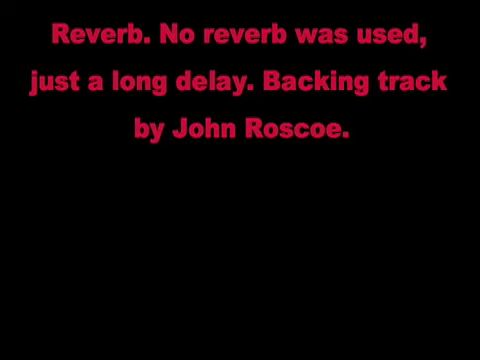 Reverb. No reverb was used,
just a long delay. Backing track
by John Roscoe.